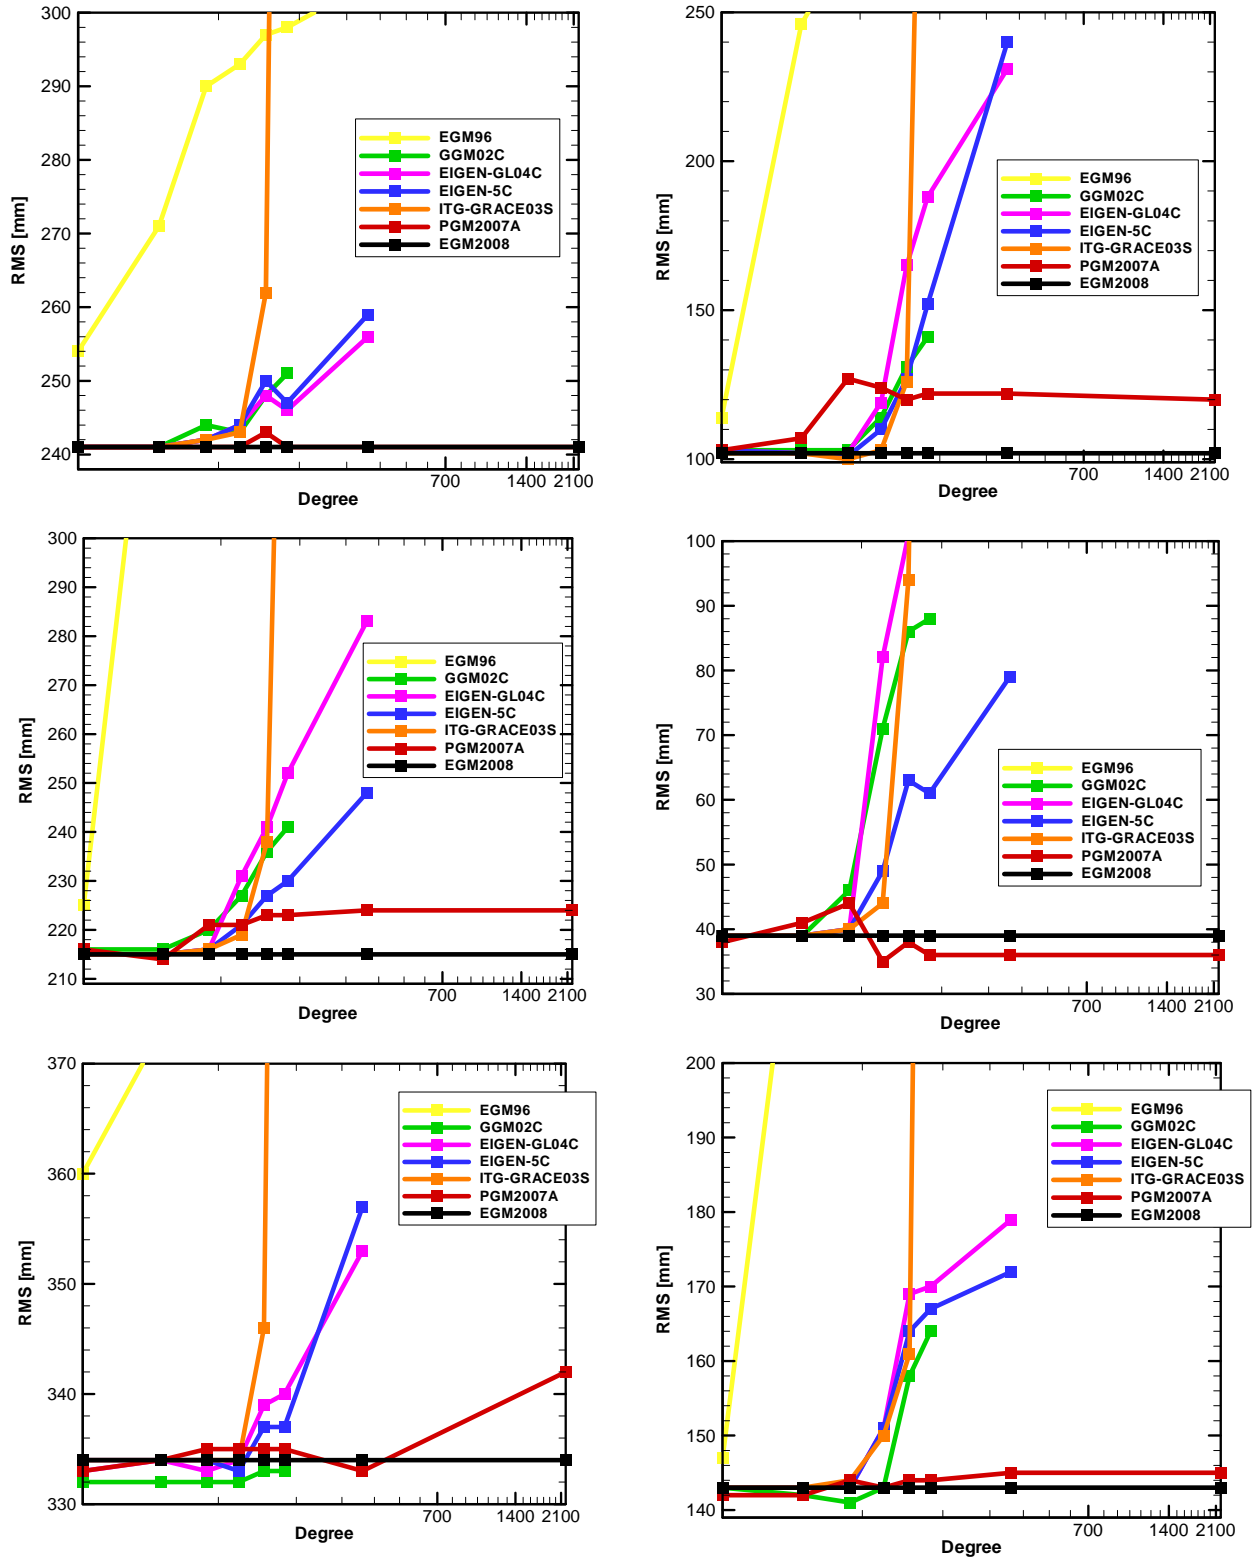 300
290
280
270
260
250
240
RMS [mm]
EGM96
GGM02C
EIGEN-GL04C
EIGEN-5C
ITG-GRACE03S
PGM2007A
EGM2008
700 1400 2100
Degree
250
200
150
100
RMS [mm]
EGM96
GGM02C
EIGEN-GL04C
EIGEN-5C
ITG-GRACE03S
PGM2007A
EGM2008
700 1400 2100
Degree
300
290
280
270
260
250
240
230
220
210
RMS [mm]
EGM96
GGM02C
EIGEN-GL04C
EIGEN-5C
ITG-GRACE03S
PGM2007A
EGM2008
700 1400 2100
Degree
100
90
80
70
60
50
40
30
RMS [mm]
EGM96
GGM02C
EIGEN-GL04C
EIGEN-5C
ITG-GRACE03S
PGM2007A
EGM2008
700 1400 2100
Degree
370
360
350
340
330
RMS [mm]
EGM96
GGM02C
EIGEN-GL04C
EIGEN-5C
ITG-GRACE03S
PGM2007A
EGM2008
700 1400 2100
Degree
200
190
180
170
160
150
140
RMS [mm]
EGM96
GGM02C
EIGEN-GL04C
EIGEN-5C
ITG-GRACE03S
PGM2007A
EGM2008
700 1400 2100
Degree